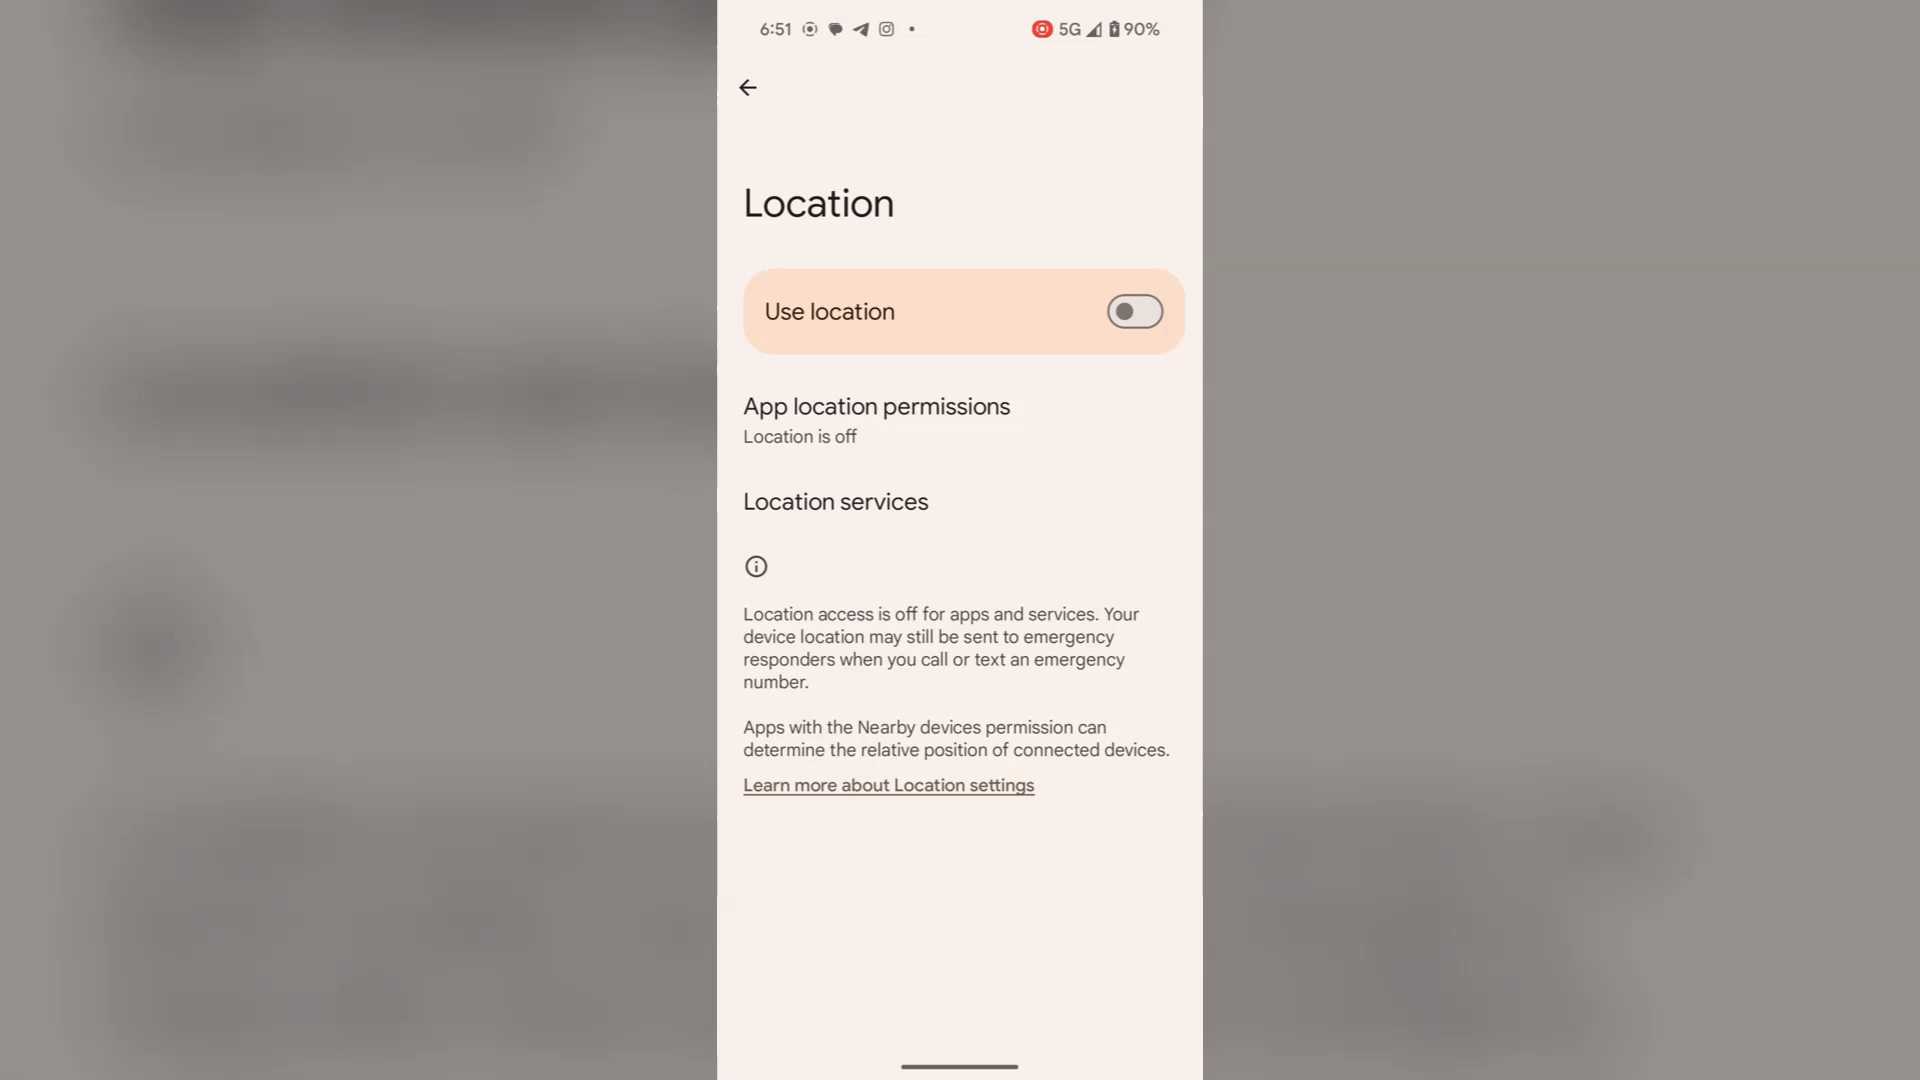 6:51 5G 90%
Location
Use location
App location permissions
Location is off
Location services
Location access is off for apps and services. Your
device location may still be sent to emergency
responders when you call or text an emergency
number.
Apps with the Nearby devices permission can
determine the relative position of connected devices.
Learn more about Location settings